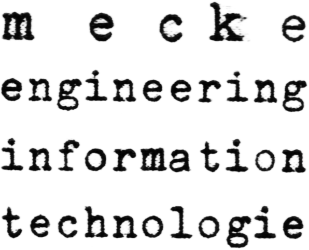 m e c k e
engineering
information
technologie